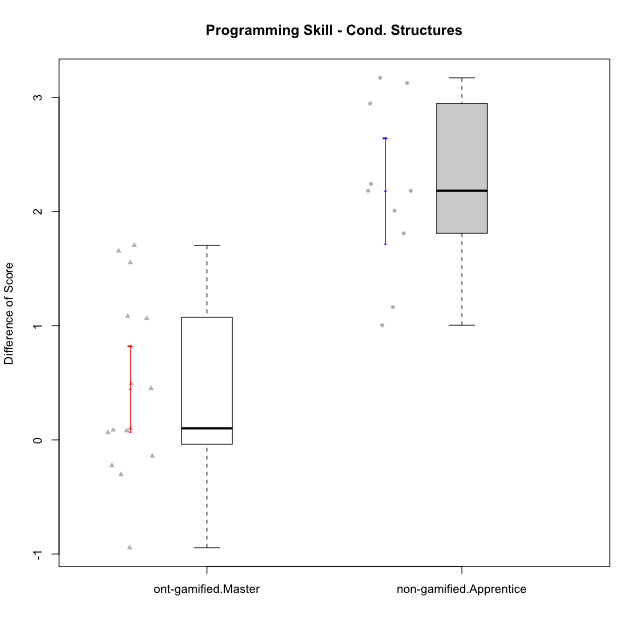 Programming Skill - Cond. Structures
Difference of Score
3
2
1
0
-1
ont-gamified.Master
non-gamified.Apprentice